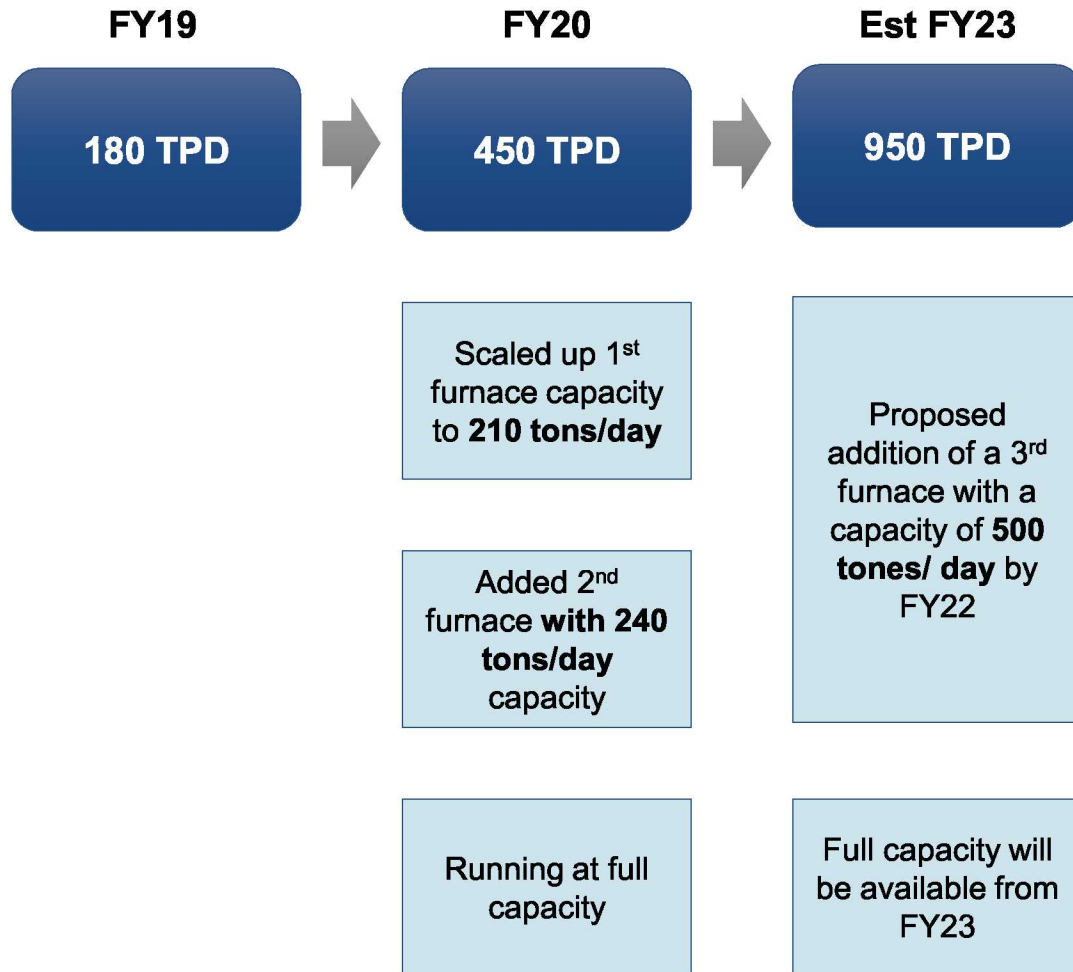 FY19
FY20
Est FY23
180 TPD
450 TPD
950 TPD
Scaled up 1st
furnace capacity
to 210 tons/day
Added 2nd
furnace with 240
tons/day
capacity
Running at full
capacity
Proposed
addition of a 3rd
furnace with a
capacity of 500
tones/ day by
FY22
Full capacity will
be available from
FY23